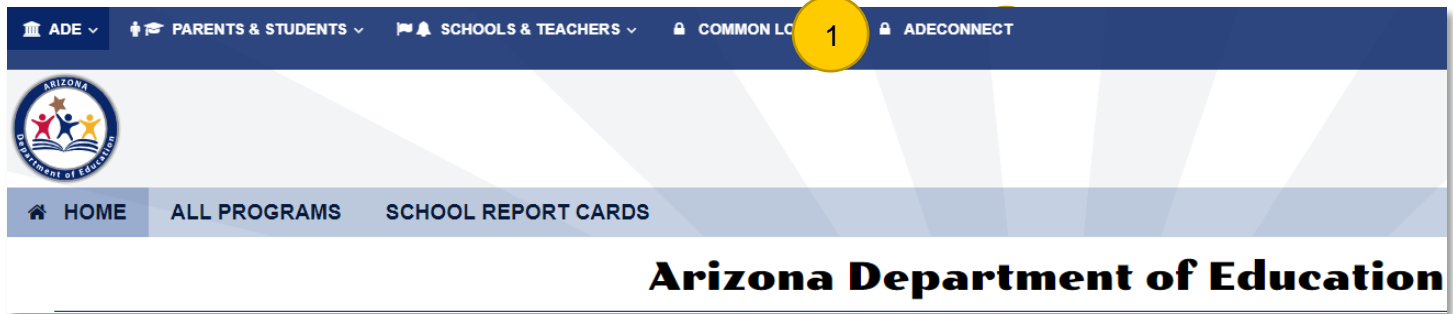 ADE PARENTS & STUDENTS SCHOOLS & TEACHERS COMMON LO 1 ADECONNECT
ARIZONA
Department of Education
HOME ALL PROGRAMS SCHOOL REPORT CARDS
Arizona Department of Education